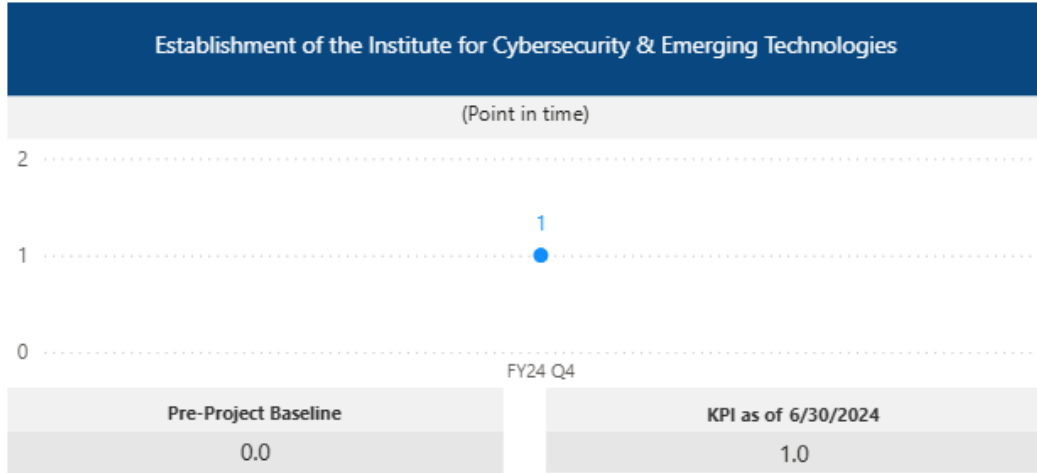 Establishment of the Institute for Cybersecurity & Emerging Technologies
(Point in time)
2
1
1
0
FY24 Q4
Pre-Project Baseline
KPI as of 6/30/2024
0.0
1.0